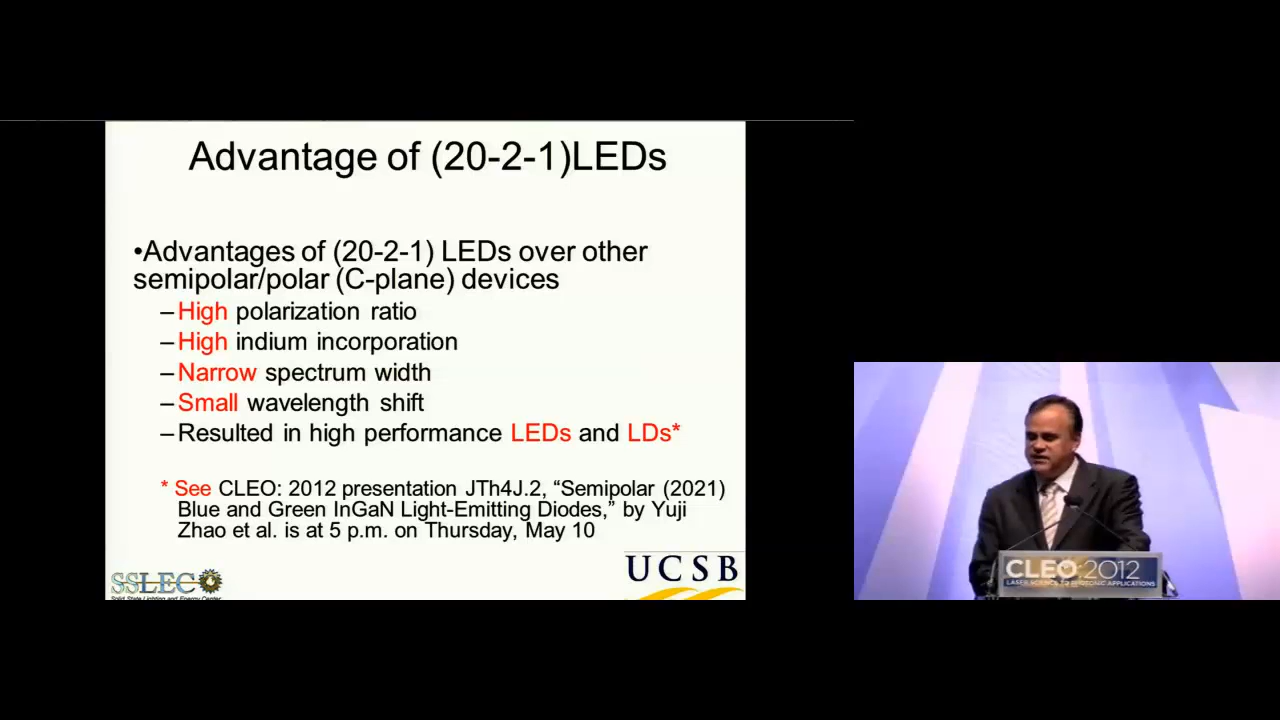 Advantage of (20-2-1)LEDs
•Advantages of (20-2-1) LEDs over other
semipolar/polar (C-plane) devices
–High polarization ratio
–High indium incorporation
–Narrow spectrum width
–Small wavelength shift
–Resulted in high performance LEDs and LDs*
* See CLEO: 2012 presentation JTh4J.2, “Semipolar (2021)
Blue and Green InGaN Light-Emitting Diodes,” by Yuji
Zhao et al. is at 5 p.m. on Thursday, May 10
SSLEC
Solid State Lighting and Energy Center
UCSB
CLEO:2012
LASER SCIENCE TO PHOTONIC APPLICATIONS